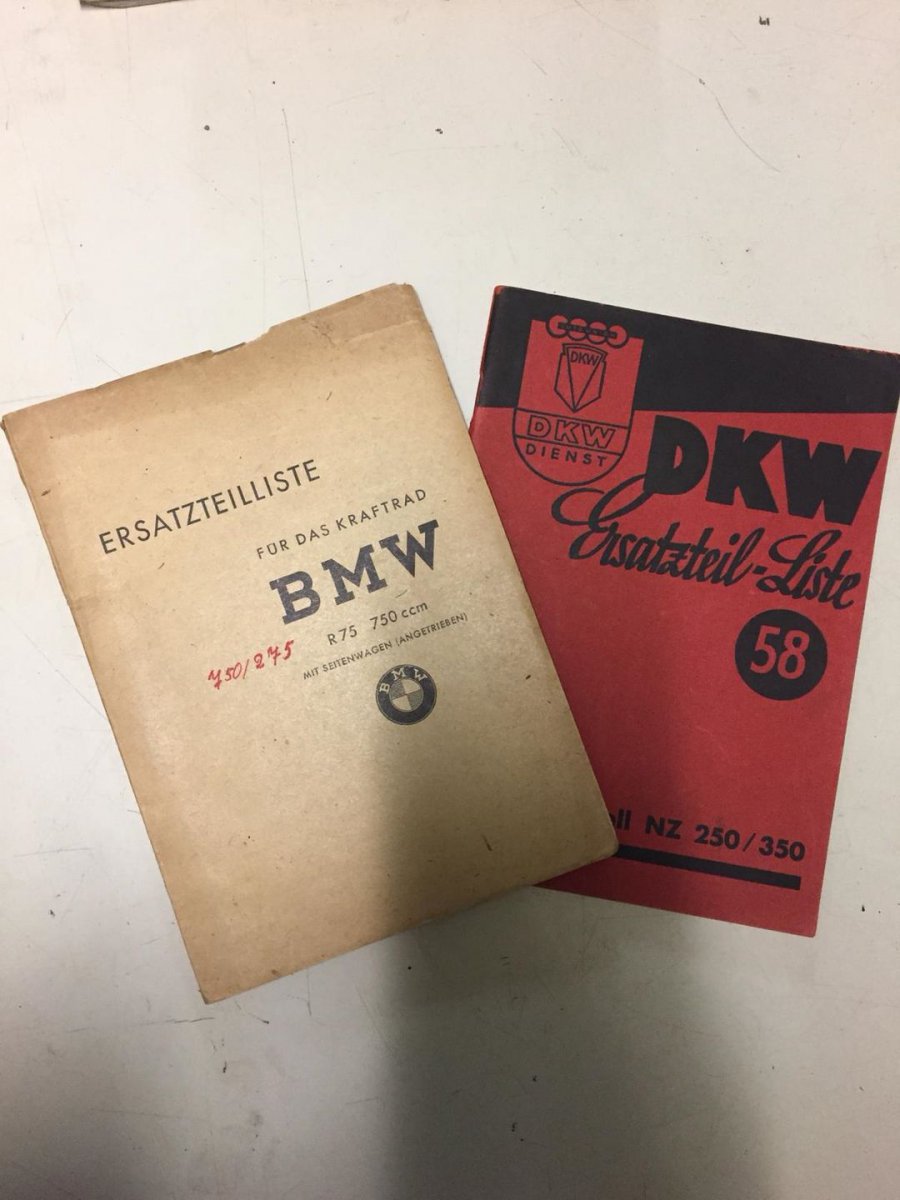 ERSATZTEILLISTE
FÜR DAS KRAFTRAD
BMW
R75 750 ccm
MIT SEITENWAGEN (ANGETRIEBEN)
750/275
BMW
DKW
DKW
DIENST
DKW
Ersatzteil-Liste
58
ll NZ 250/350